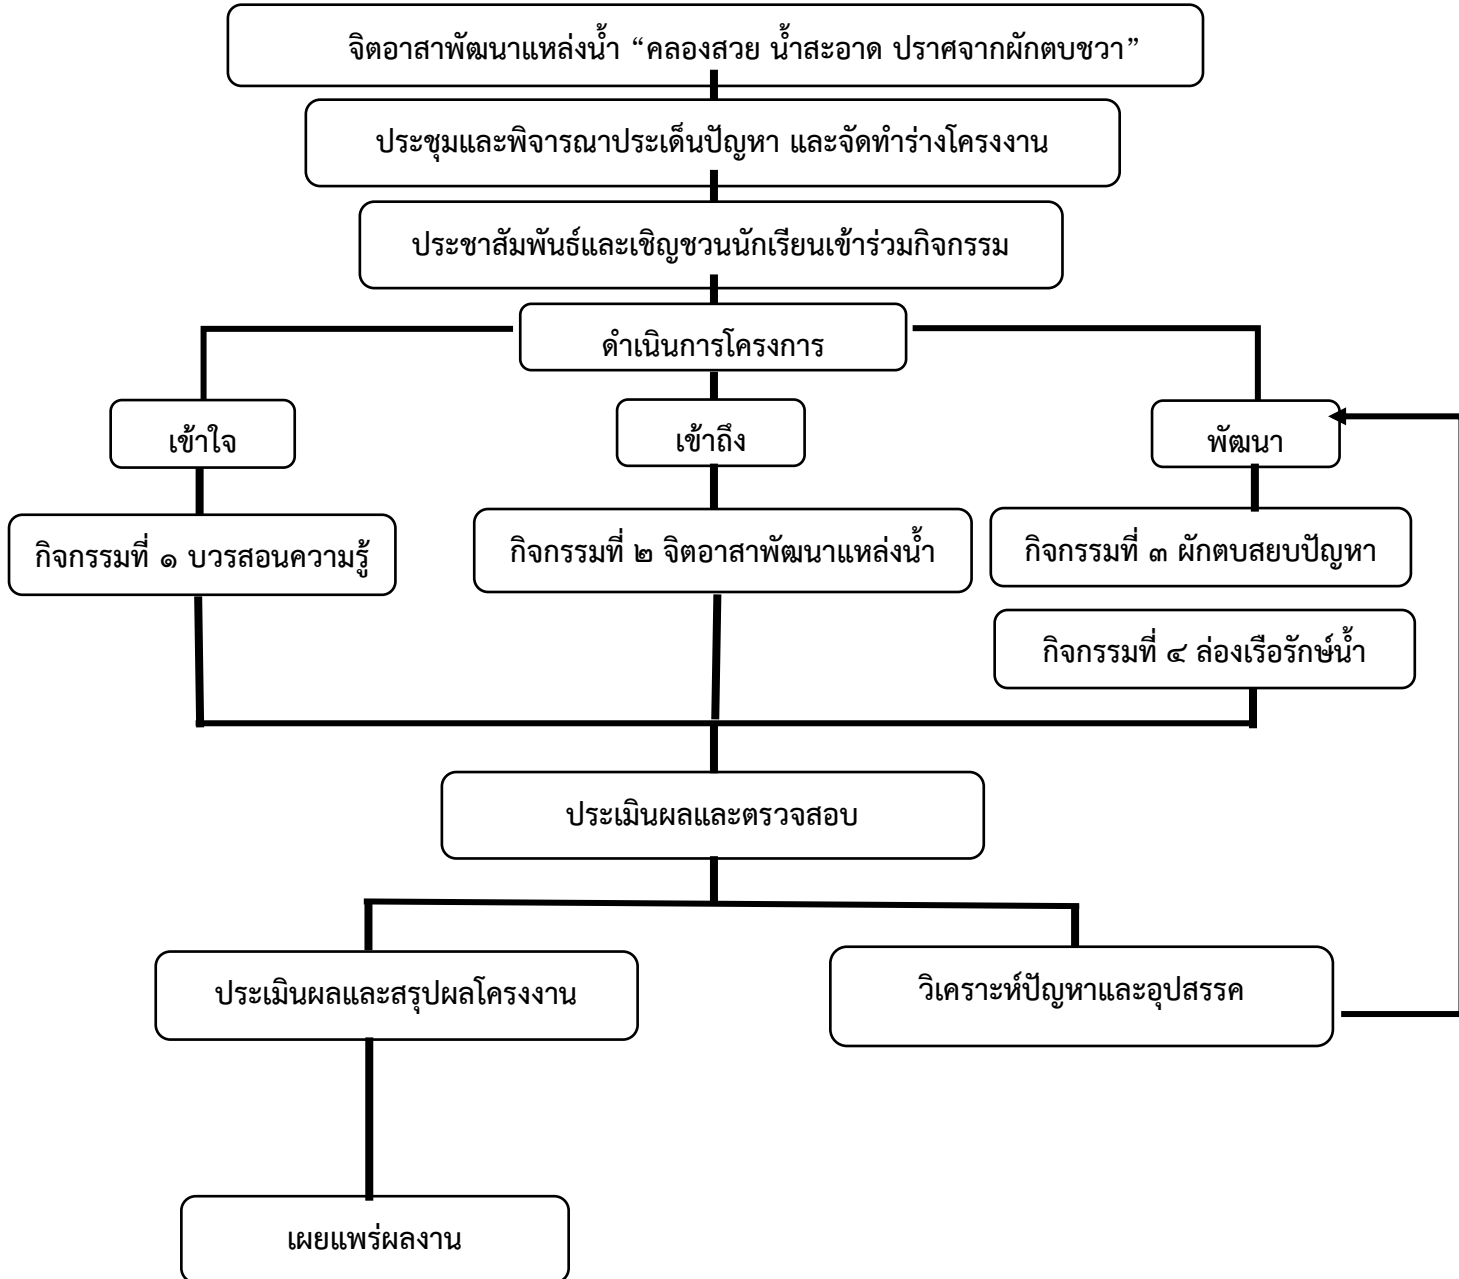 จิตอาสาพัฒนาแหล่งน้ำ “คลองสวย น้ำสะอาด ปราศจากผักตบชวา”
ประชุมและพิจารณาประเด็นปัญหา และจัดทำร่างโครงงาน
ประชาสัมพันธ์และเชิญชวนนักเรียนเข้าร่วมกิจกรรม
ดำเนินการโครงการ
เข้าใจ
เข้าถึง
พัฒนา
กิจกรรมที่ ๑ บวรสอนความรู้
กิจกรรมที่ ๒ จิตอาสาพัฒนาแหล่งน้ำ
กิจกรรมที่ ๓ ผักตบสยบปัญหา
กิจกรรมที่ ๔ ล่องเรือรักษ์น้ำ
ประเมินผลและตรวจสอบ
ประเมินผลและสรุปผลโครงงาน
วิเคราะห์ปัญหาและอุปสรรค
เผยแพร่ผลงาน